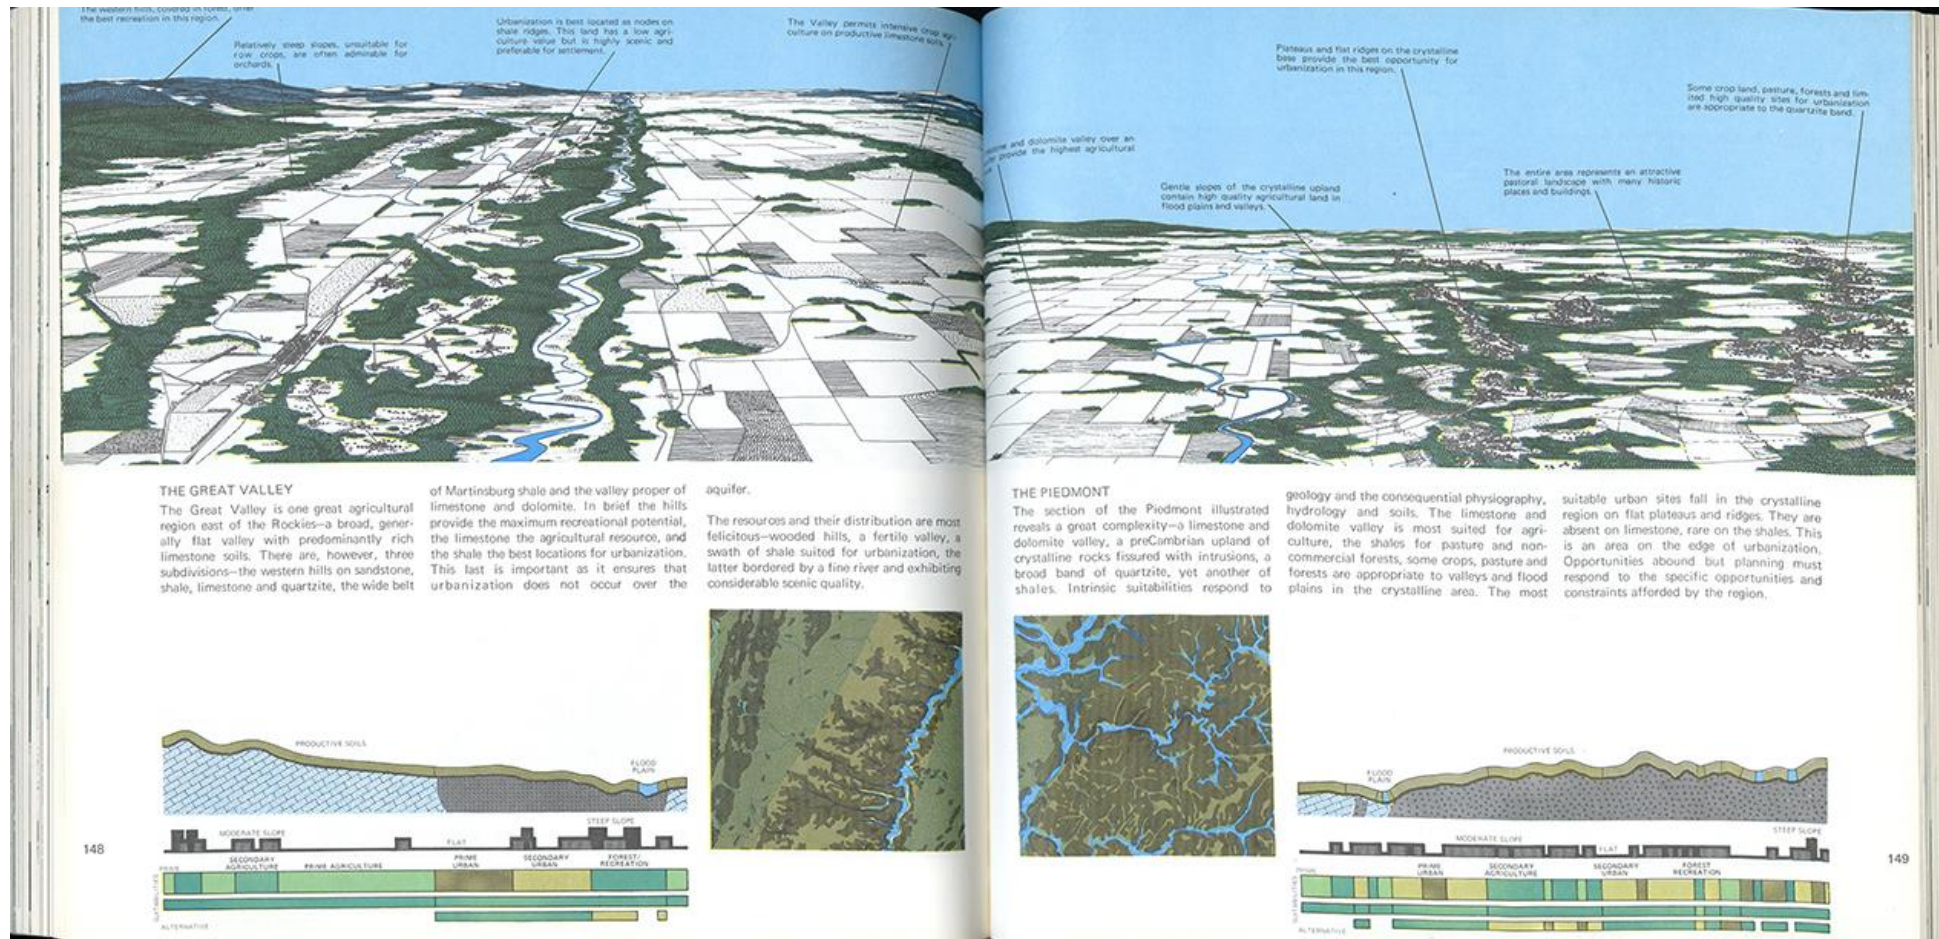 The western hills, covered in forest, offer
the best recreation in this region.
Relatively steep slopes, unsuitable for
row crops, are often admirable for
orchards.
Urbanization is best located as nodes on
shale ridges. This land has a low agri-
culture value but is highly scenic and
preferable for settlement.
The Valley permits intensive crop agri-
culture on productive limestone soils.
THE GREAT VALLEY
The Great Valley is one great agricultural
region east of the Rockies—a broad, gener-
ally flat valley with predominantly rich
limestone soils. There are, however, three
subdivisions—the western hills on sandstone,
shale, limestone and quartzite, the wide belt
of Martinsburg shale and the valley proper of
limestone and dolomite. In brief the hills
provide the maximum recreational potential,
the limestone the agricultural resource, and
the shale the best locations for urbanization.
This last is important as it ensures that
urbanization does not occur over the
aquifer.
The resources and their distribution are most
felicitous—wooded hills, a fertile valley, a
swath of shale suited for urbanization, the
latter bordered by a fine river and exhibiting
considerable scenic quality.
PRODUCTIVE SOILS
FLOOD
PLAIN
MODERATE SLOPE
FLAT
STEEP SLOPE
PRIME
SECONDARY
AGRICULTURE
PRIME AGRICULTURE
PRIME
URBAN
SECONDARY
URBAN
FOREST/
RECREATION
SUITABILITIES
ALTERNATIVE
148
and dolomite valley over an
provide the highest agricultural
Gentle slopes of the crystalline upland
contain high quality agricultural land in
flood plains and valleys.
Plateaus and flat ridges on the crystalline
base provide the best opportunity for
urbanization in this region.
The entire area represents an attractive
pastoral landscape with many historic
places and buildings.
Some crop land, pasture, forests and lim-
ited high quality sites for urbanization
are appropriate to the quartzite band.
THE PIEDMONT
The section of the Piedmont illustrated
reveals a great complexity—a limestone and
dolomite valley, a preCambrian upland of
crystalline rocks fissured with intrusions, a
broad band of quartzite, yet another of
shales. Intrinsic suitabilities respond to
geology and the consequential physiography,
hydrology and soils. The limestone and
dolomite valley is most suited for agri-
culture, the shales for pasture and non-
commercial forests, some crops, pasture and
forests are appropriate to valleys and flood
plains in the crystalline area. The most
suitable urban sites fall in the crystalline
region on flat plateaus and ridges. They are
absent on limestone, rare on the shales. This
is an area on the edge of urbanization.
Opportunities abound but planning must
respond to the specific opportunities and
constraints afforded by the region.
PRODUCTIVE SOILS
FLOOD
PLAIN
MODERATE SLOPE
FLAT
STEEP SLOPE
PRIME
URBAN
SECONDARY
AGRICULTURE
SECONDARY
URBAN
FOREST
RECREATION
SUITABILITIES
ALTERNATIVE
149